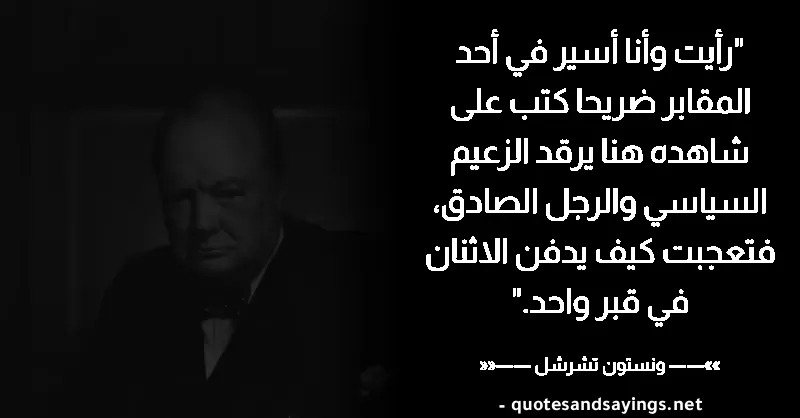 "رأيت وأنا أسير في أحد
المقابر ضريحا كتب على
شاهده هنا يرقد الزعيم
السياسي والرجل الصادق،
فتعجبت كيف يدفن الاثنان
في قبر واحد."
»»—— ونستون تشرشل ——««
- quotesandsayings.net